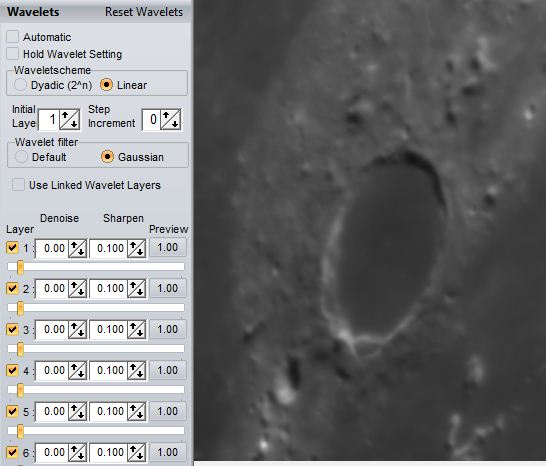 Wavelets Reset Wavelets
Automatic
Hold Wavelet Setting
Waveletscheme
Dyadic (2^n) Linear
Initial Step
Laye 1 Increment 0
Wavelet filter
Default Gaussian
Use Linked Wavelet Layers
Denoise Sharpen
Layer Preview
1 : 0.00 0.100 1.00
2 : 0.00 0.100 1.00
3 : 0.00 0.100 1.00
4 : 0.00 0.100 1.00
5 : 0.00 0.100 1.00
6 : 0.00 0.100 1.00